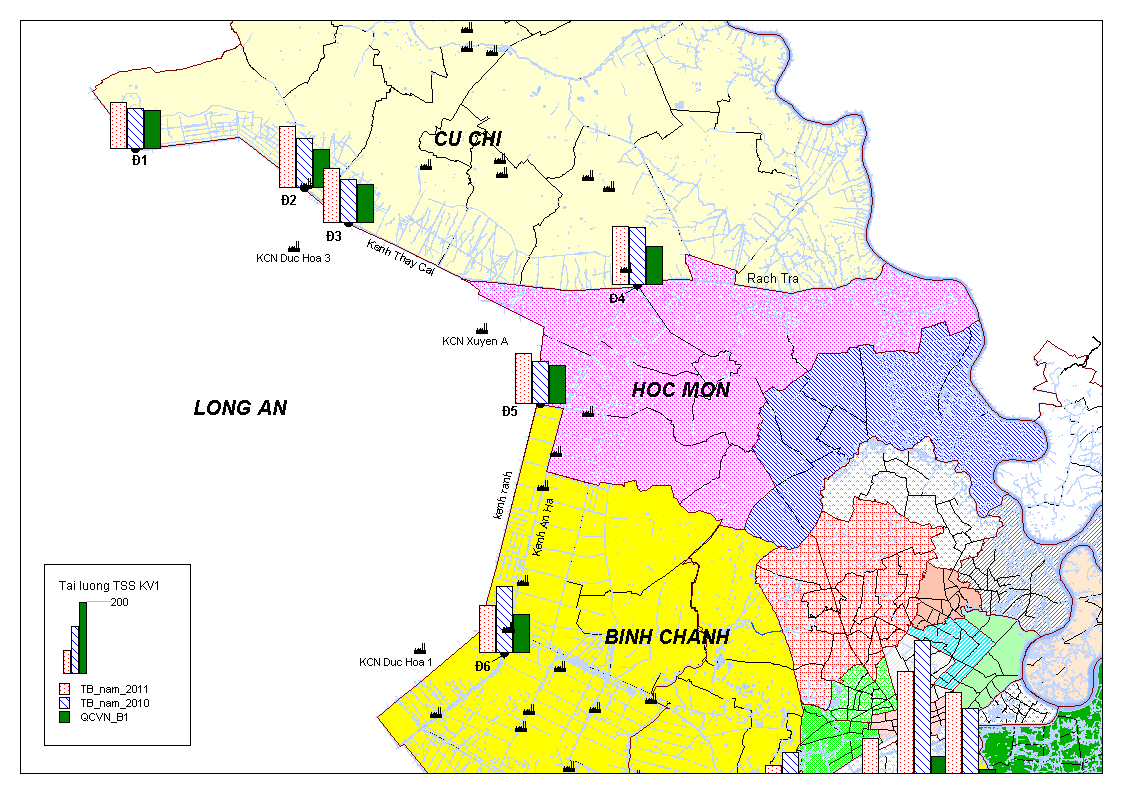 CU CHI
Đ1
Đ2
Đ3
KCN Duc Hoa 3
Kenh Thay Cai
Rach Tra
Đ4
KCN Xuyen A
HOC MON
LONG AN
Đ5
kenh ranh
Kenh An Ha
Tai luong TSS KV1
200
TB_nam_2011
TB_nam_2010
QCVN_B1
BINH CHANH
KCN Duc Hoa 1
Đ6